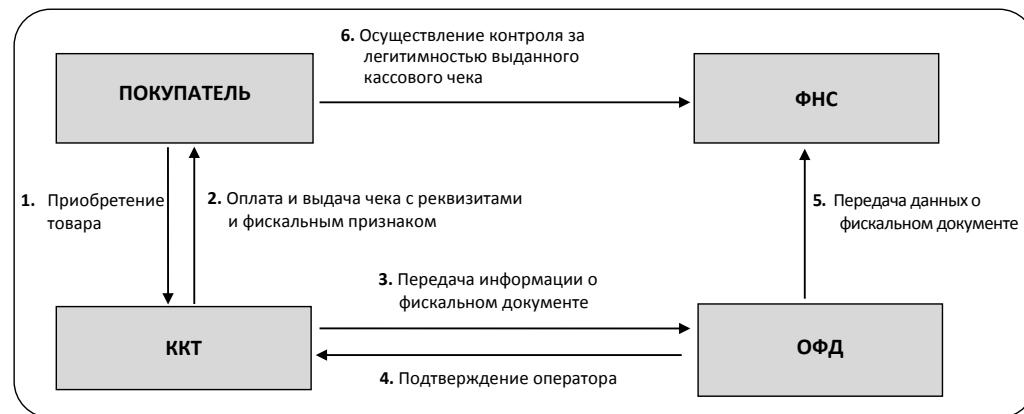 6. Осуществление контроля за
легитимностью выданного
кассового чека
ПОКУПАТЕЛЬ
ФНС
1. Приобретение
товара
2. Оплата и выдача чека с реквизитами
и фискальным признаком
5. Передача данных о
фискальном документе
3. Передача информации о
фискальном документе
ККТ
ОФД
4. Подтверждение оператора